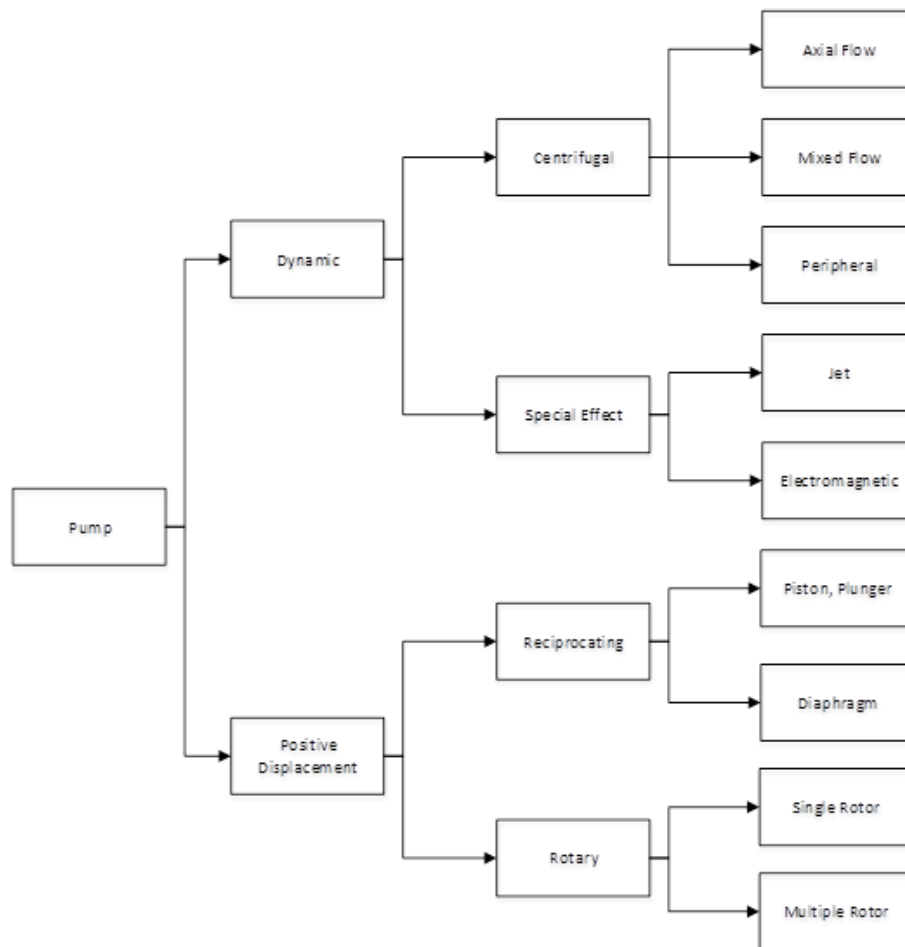 Axial Flow
Centrifugal
Mixed Flow
Dynamic
Peripheral
Jet
Special Effect
Electromagnetic
Pump
Piston, Plunger
Reciprocating
Diaphragm
Positive
Displacement
Single Rotor
Rotary
Multiple Rotor